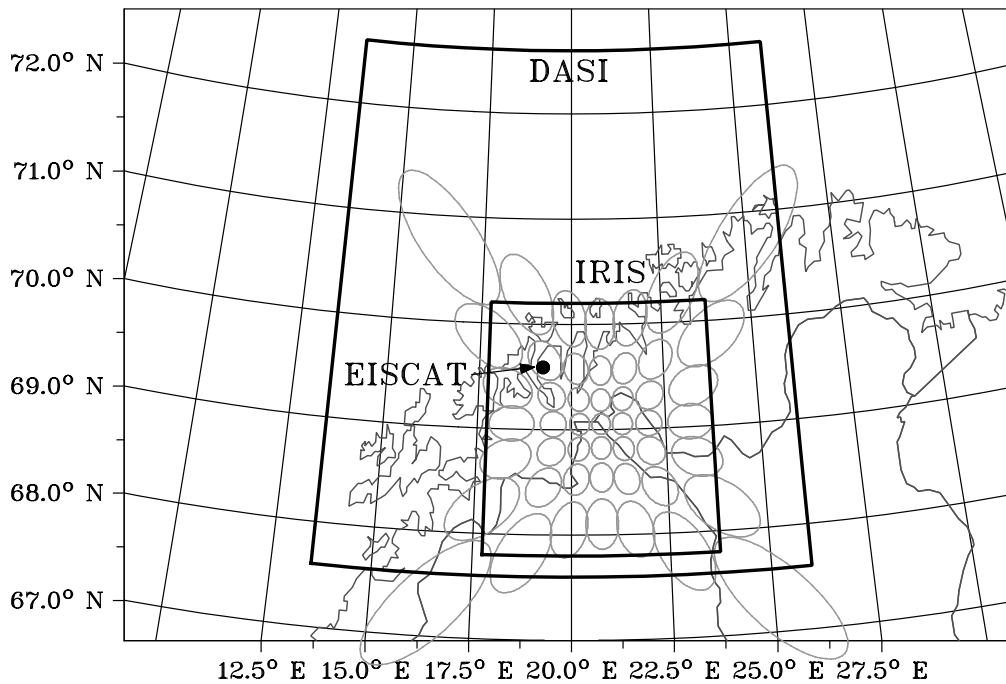 72.0° N
DASI
71.0° N
70.0° N
IRIS
EISCAT
69.0° N
68.0° N
67.0° N
12.5° E 15.0° E 17.5° E 20.0° E 22.5° E 25.0° E 27.5° E